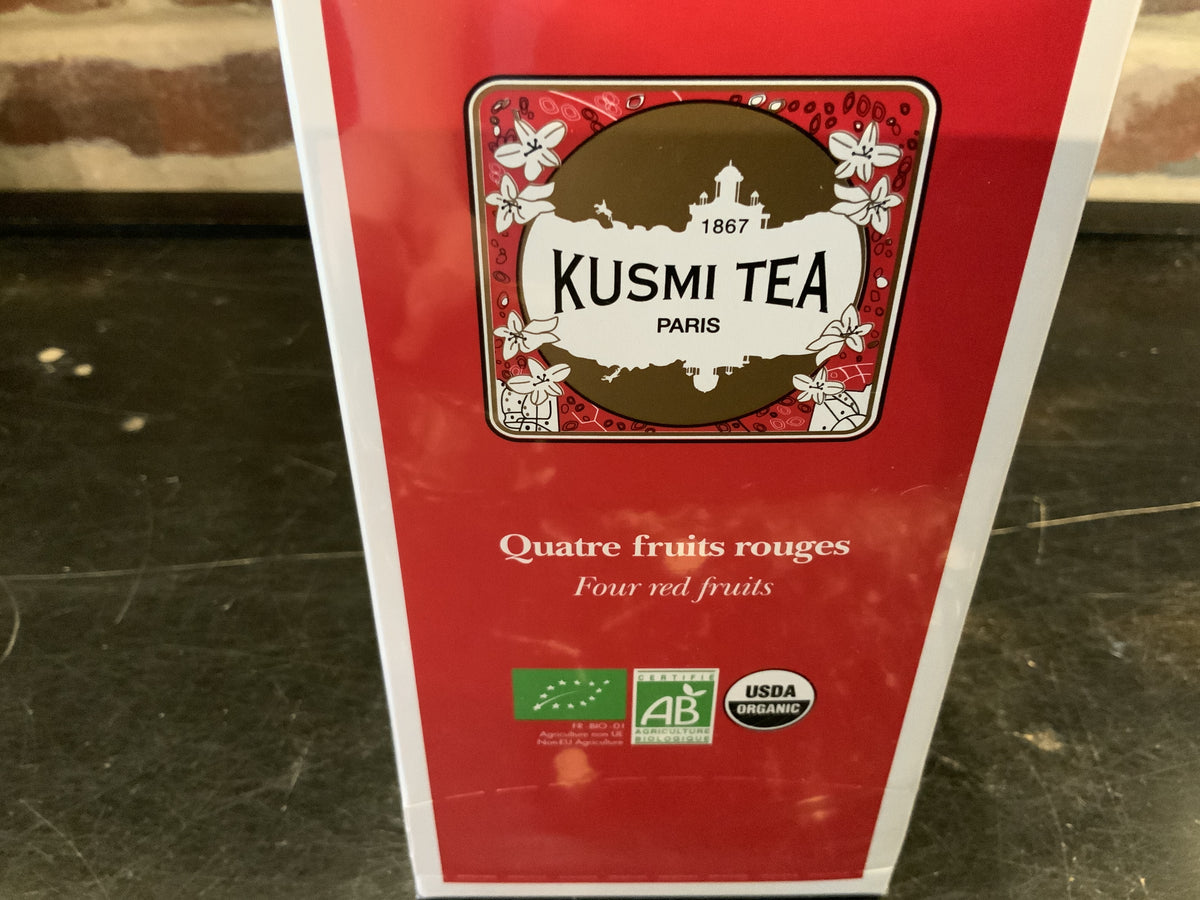 1867
KUSMI TEA
PARIS
Quatre fruits rouges
Four red fruits
FR-BIO-01
Agriculture non UE
Non EU Agriculture
CERTIFIÉ
AB
AGRICULTURE
BIOLOGIQUE
USDA
ORGANIC